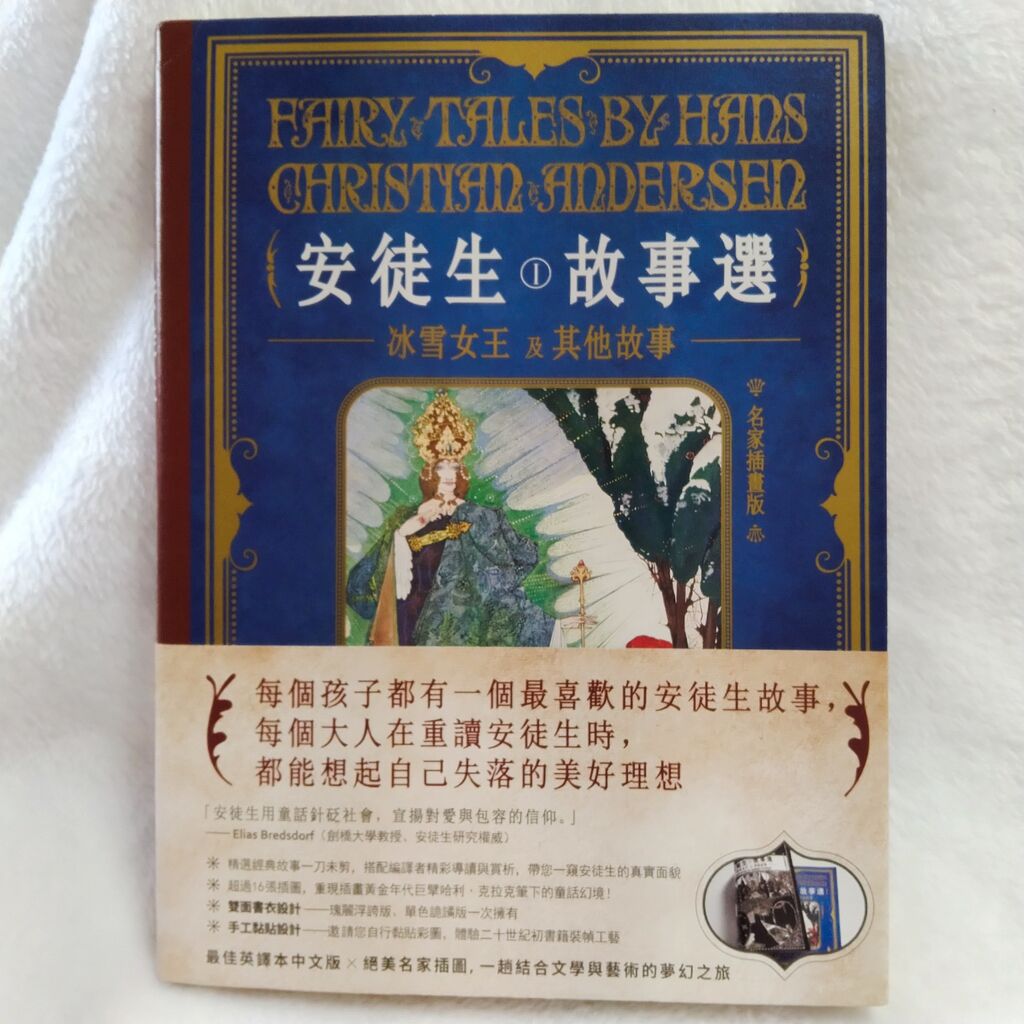 FAIRY TALES BY HANS
CHRISTIAN ANDERSEN
安徒生 I 故事選
冰雪女王 及 其他故事
名家插畫版
每個孩子都有一個最喜歡的安徒生故事，
每個大人在重讀安徒生時，
都能想起自己失落的美好理想
「安徒生用童話針砭社會，宣揚對愛與包容的信仰。」
——Elias Bredsdorf（劍橋大學教授、安徒生研究權威）
＊ 精選經典故事一刀未剪，搭配編譯者精彩導讀與賞析，帶您一窺安徒生的真實面貌
＊ 超過16張插圖，重現插畫黃金年代巨擘哈利・克拉克筆下的童話幻境！
＊ 雙面書衣設計——瑰麗浮誇版、單色詭譎版一次擁有
＊ 手工黏貼設計——邀請您自行黏貼彩圖，體驗二十世紀初書籍裝幀工藝
最佳英譯本中文版 × 絕美名家插圖，一趟結合文學與藝術的夢幻之旅